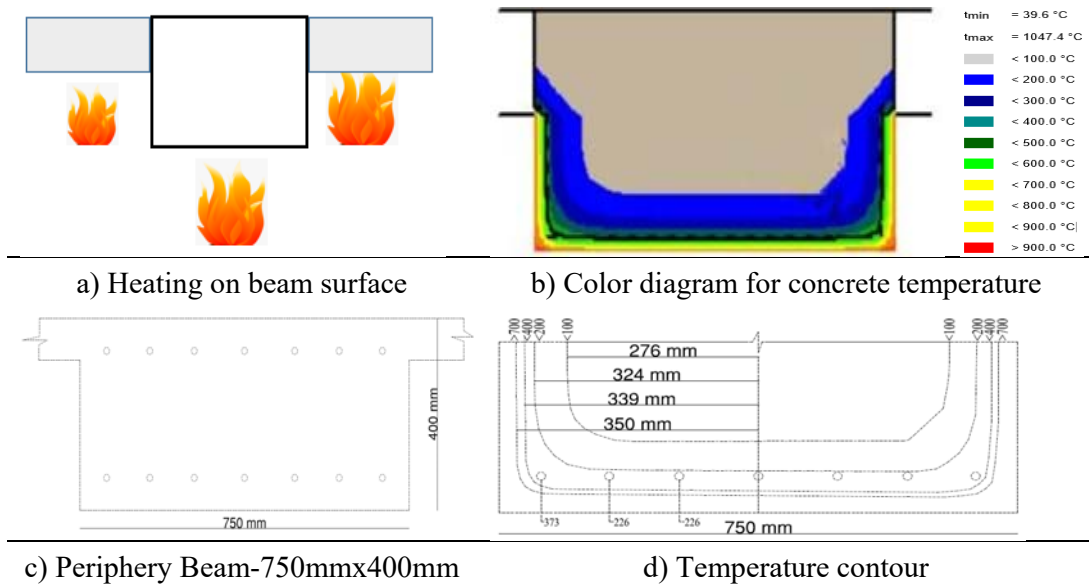 tmin = 39.6 °C
tmax = 1047.4 °C
< 100.0 °C
< 200.0 °C
< 300.0 °C
< 400.0 °C
< 500.0 °C
< 600.0 °C
< 700.0 °C
< 800.0 °C
< 900.0 °C|
> 900.0 °C
a) Heating on beam surface
b) Color diagram for concrete temperature
400 mm
750 mm
700 400 200 100 100 200 400 700
276 mm
324 mm
339 mm
350 mm
373 226 226
750 mm
c) Periphery Beam-750mmx400mm
d) Temperature contour